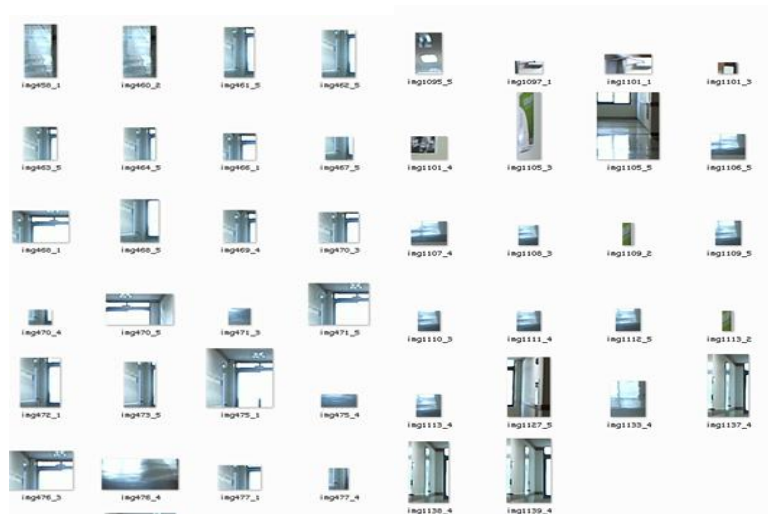 img458_1 img460_2 img461_5 img462_5 img1095_5 img1097_1 img1101_1 img1101_3
img463_5 img464_5 img466_1 img467_5 img1101_4 img1105_3 img1105_5 img1106_5
img468_1 img468_5 img469_4 img470_3 img1107_4 img1108_3 img1109_2 img1109_5
img470_4 img470_5 img471_3 img471_5 img1110_3 img1111_4 img1112_5 img1113_2
img472_1 img473_5 img475_1 img475_4 img1113_4 img1127_5 img1133_4 img1137_4
img476_3 img476_4 img477_1 img477_4 img1138_4 img1139_4